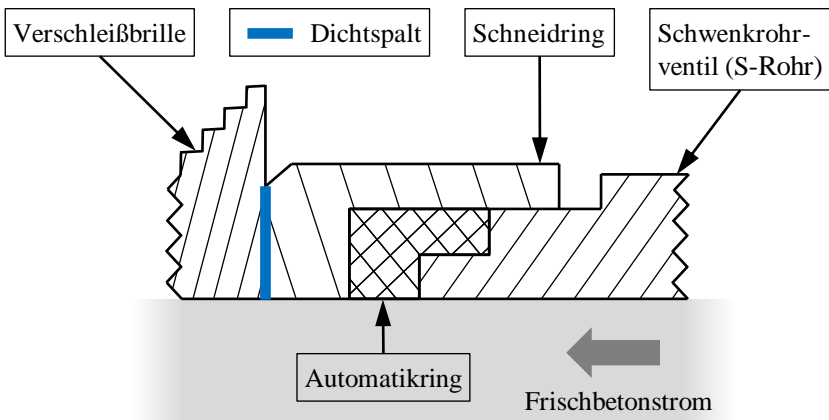 Verschleißbrille
Dichtspalt
Schneidring
Schwenkrohr-
ventil (S-Rohr)
Automatikring
Frischbetonstrom